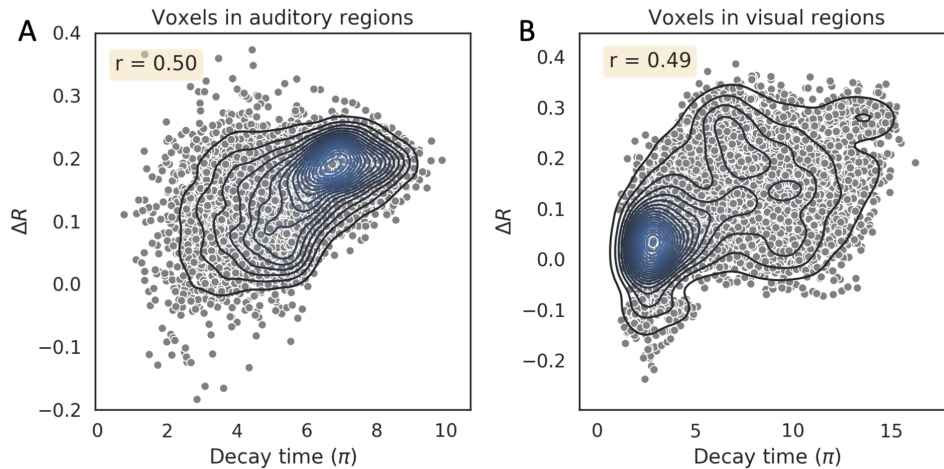 A
Voxels in auditory regions
r = 0.50
0.4
0.3
0.2
0.1
0.0
−0.1
−0.2
ΔR
0 2 4 6 8 10
Decay time (π)
B
Voxels in visual regions
r = 0.49
0.4
0.3
0.2
0.1
0.0
−0.1
−0.2
ΔR
0 5 10 15
Decay time (π)